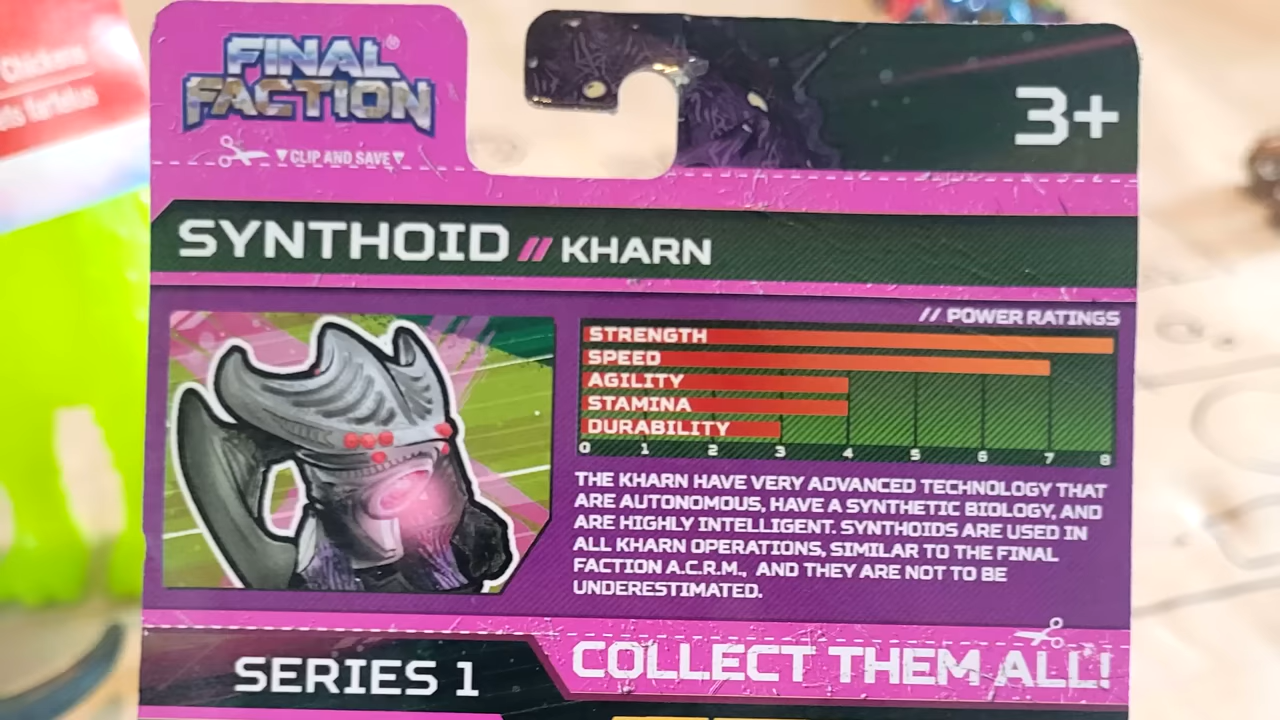 Chickens
FINAL
FACTION®
CLIP AND SAVE
3+
SYNTHOID // KHARN
// POWER RATINGS
STRENGTH
SPEED
AGILITY
STAMINA
DURABILITY
0 1 2 3 4 5 6 7 8
THE KHARN HAVE VERY ADVANCED TECHNOLOGY THAT
ARE AUTONOMOUS, HAVE A SYNTHETIC BIOLOGY, AND
ARE HIGHLY INTELLIGENT. SYNTHOIDS ARE USED IN
ALL KHARN OPERATIONS, SIMILAR TO THE FINAL
FACTION A.C.R.M., AND THEY ARE NOT TO BE
UNDERESTIMATED.
SERIES 1
COLLECT THEM ALL!